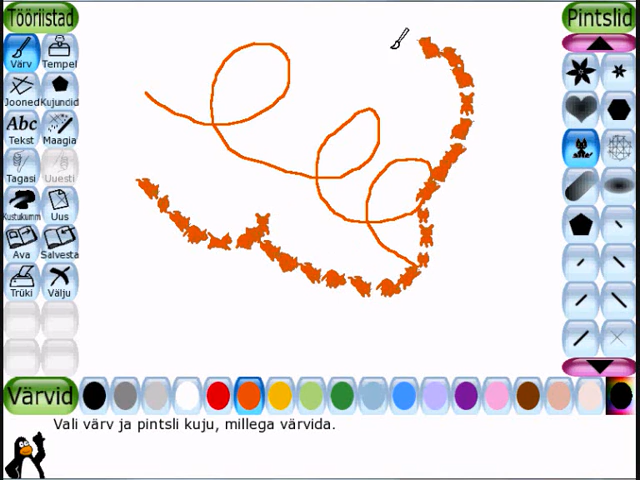 Tööriistad
Pintslid
Värv Tempel
Jooned Kujundid
Abc
Tekst Maagia
Tagasi Uuesti
Kustukumm Uus
Ava Salvesta
Trüki Välju
Värvid
Vali värv ja pintsli kuju, millega värvida.